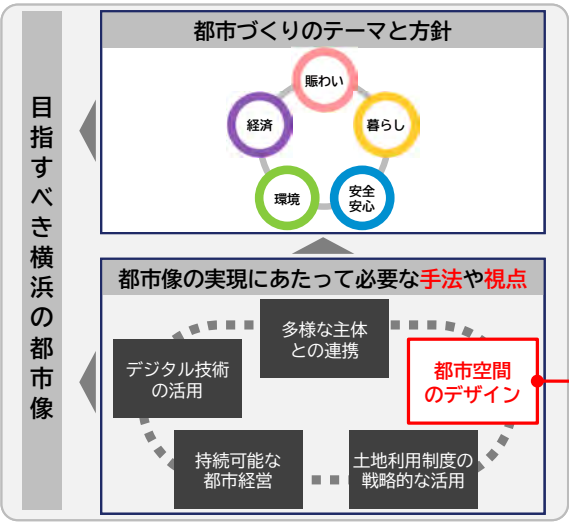 目指すべき横浜の都市像
都市づくりのテーマと方針
賑わい
経済
暮らし
環境
安全
安心
都市像の実現にあたって必要な手法や視点
多様な主体
との連携
デジタル技術
の活用
都市空間
のデザイン
持続可能な
都市経営
土地利用制度の
戦略的な活用